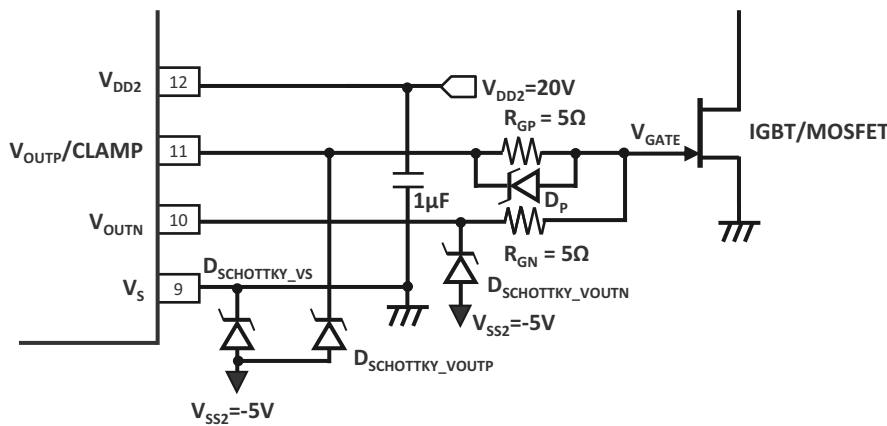 V_DD2 12
V_DD2=20V
R_GP = 5Ω
V_GATE
IGBT/MOSFET
V_OUTP/CLAMP 11
D_P
1µF
V_OUTN 10
R_GN = 5Ω
D_SCHOTTKY_VS
V_S 9
D_SCHOTTKY_VOUTN
V_SS2=-5V
D_SCHOTTKY_VOUTP
V_SS2=-5V